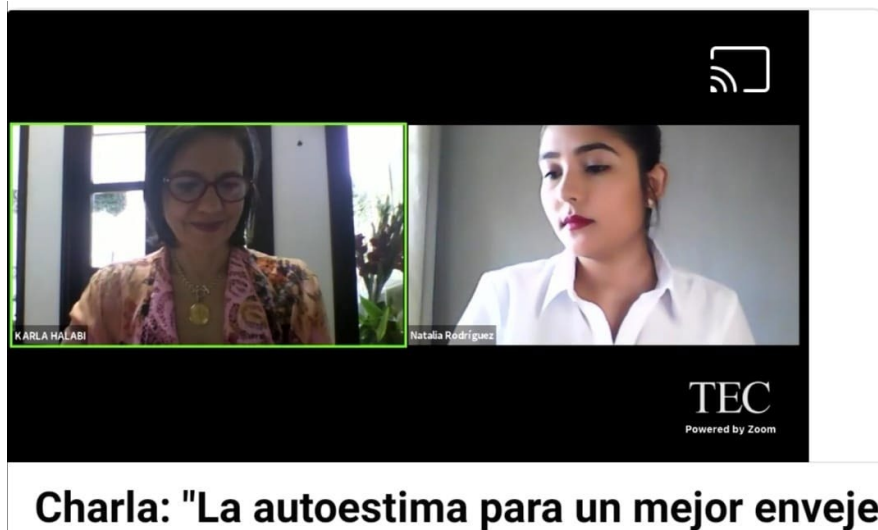 KARLA HALABI
Natalia Rodríguez
TEC
Powered by Zoom
Charla: "La autoestima para un mejor enveje